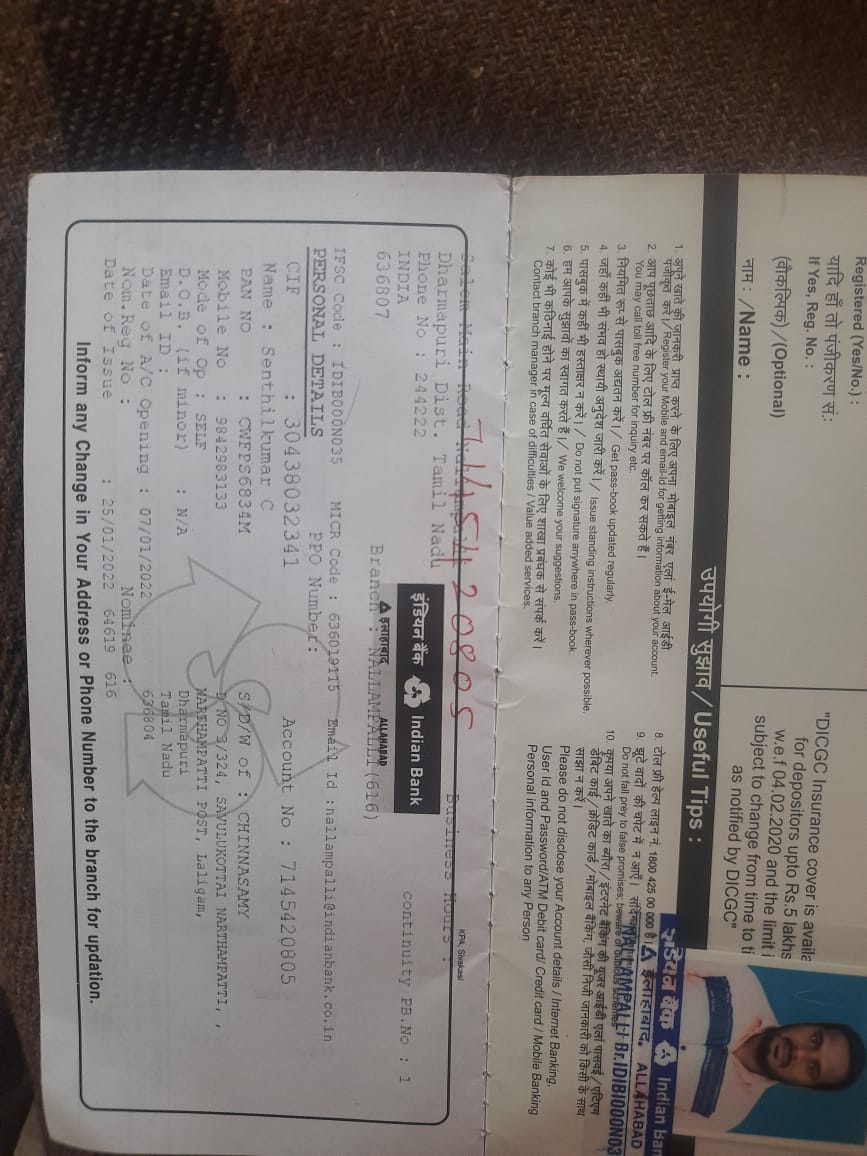 Registered (Yes/No) :
यादि हाँ तो पंजीकरण सं.:
If Yes, Reg. No. :
(वैकल्पिक) / (Optional)
नाम : /Name :
"DICGC Insurance cover is availa
for depositors upto Rs.5 lakhs
w.e.f 04.02.2020 and the limit i
subject to change from time to ti
as notified by DICGC"
इंडियन बैंक Indian Ban
इलाहाबाद ALLAHABAD
NALLAMPALLI Br.IDIB000N03
उपयोगी सुझाव / Useful Tips :
1. अपने खाते की जानकारी प्राप्त करने के लिए अपना मोबाइल नंबर एवं ई-मेल आईडी
पंजीकृत करें। / Register your Mobile and email-id for getting information about your account.
2. आप पूछताछ आदि के लिए टोल फ्री नंबर पर कॉल कर सकते हैं।
You may call toll free number for inquiry etc.
3. नियमित रूप से पासबुक अद्यतन करें। / Get pass-book updated regularly.
4. जहाँ कहीं भी संभव हो स्थायी अनुदेश जारी करें। / Issue standing instructions wherever possible.
5. पासबुक में कहीं भी हस्ताक्षर न करें। / Do not put signature anywhere in pass-book.
6. हम आपके सुझावों का स्वागत करते हैं। / We welcome your suggestions.
7. कोई भी कठिनाई होने पर मूल्य वर्धित सेवाओं के लिए शाखा प्रबंधक से संपर्क करें।
Contact branch manager in case of difficulties / Value added services.
8. टोल फ्री हेल्प लाइन नं. 1800 425 00 000 है।
9. झूटे वादों की चपेट में न आऐं।
Do not fall prey to false promises; beware of dubious schemes
10. कृपया अपने खाते का ब्यौरा / इंटरनेट बैंकिंग की यूजर आईडी एवं पासवर्ड / एटिएम
डेबिट कार्ड / क्रेडिट कार्ड / मोबाइल बैंकिंग, जैसी निजी जानकारी को किसी के साथ
साझा न करें।
Please do not disclose your Account details / Internet Banking,
User Id and Password/ATM Debit card/ Credit card / Mobile Banking
Personal information to any Person
KPA, Sivakasi
7145420805
Salem Main Road Business Hours :
Dharmapuri Dist. Tamil Nadu
Phone No : 244222
INDIA
636807
इंडियन बैंक Indian Bank
इलाहाबाद ALLAHABAD
continuity PB.No : 1
Branch : NALLAMPALLI (616)
IFSC Code : IDIB000N035 MICR Code : 636019115 Email Id :nallampalli@indianbank.co.in
PERSONAL DETAILS PPO Number:
CIF : 30438032341 Account No : 7145420805
Name : Senthilkumar C
PAN NO : CWFPS6834M S/D/W of : CHINNASAMY
Mobile No : 9842983133 D NO 3/324, SAVULUKOTTAI NARTHAMPATTI, ,
Mode of Op : SELF NARTHAMPATTI POST, Laligam,
D.O.B. (if minor) : N/A Dharmapuri
Email ID : Tamil Nadu
Date of A/C Opening : 07/01/2022 636804
Nom.Reg No : Nominee :
Date of Issue : 25/01/2022 64619 616
Inform any Change in Your Address or Phone Number to the branch for updation.